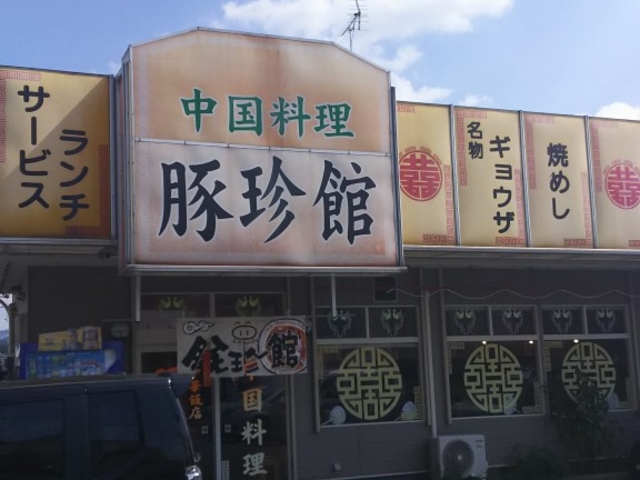 サービス
ランチ
中国料理
豚珍館
名物
ギョウザ
焼めし
珍
館
中国料理